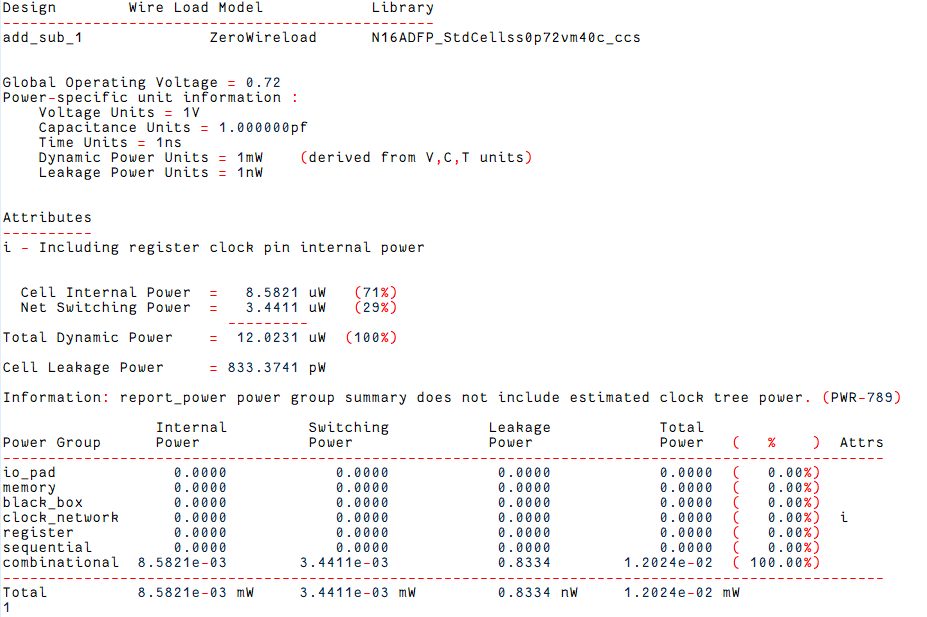 Design        Wire Load Model            Library
------------------------------------------------
add_sub_1              ZeroWireload      N16ADFP_StdCellss0p72vm40c_ccs
Global Operating Voltage = 0.72
Power-specific unit information :
    Voltage Units = 1V
    Capacitance Units = 1.000000pf
    Time Units = 1ns
    Dynamic Power Units = 1mW    (derived from V,C,T units)
    Leakage Power Units = 1nW
Attributes
----------
i - Including register clock pin internal power
  Cell Internal Power  =   8.5821 uW   (71%)
  Net Switching Power  =   3.4411 uW   (29%)
                         ---------
Total Dynamic Power    =  12.0231 uW  (100%)
Cell Leakage Power     = 833.3741 pW
Information: report_power power group summary does not include estimated clock tree power. (PWR-789)
                 Internal         Switching           Leakage            Total
Power Group      Power            Power               Power              Power   (   %    )  Attrs
--------------------------------------------------------------------------------------------------
io_pad             0.0000            0.0000            0.0000            0.0000  (   0.00%)
memory             0.0000            0.0000            0.0000            0.0000  (   0.00%)
black_box          0.0000            0.0000            0.0000            0.0000  (   0.00%)
clock_network      0.0000            0.0000            0.0000            0.0000  (   0.00%)  i
register           0.0000            0.0000            0.0000            0.0000  (   0.00%)
sequential         0.0000            0.0000            0.0000            0.0000  (   0.00%)
combinational  8.5821e-03        3.4411e-03            0.8334        1.2024e-02  ( 100.00%)
--------------------------------------------------------------------------------------------------
Total          8.5821e-03 mW     3.4411e-03 mW         0.8334 nW     1.2024e-02 mW
1